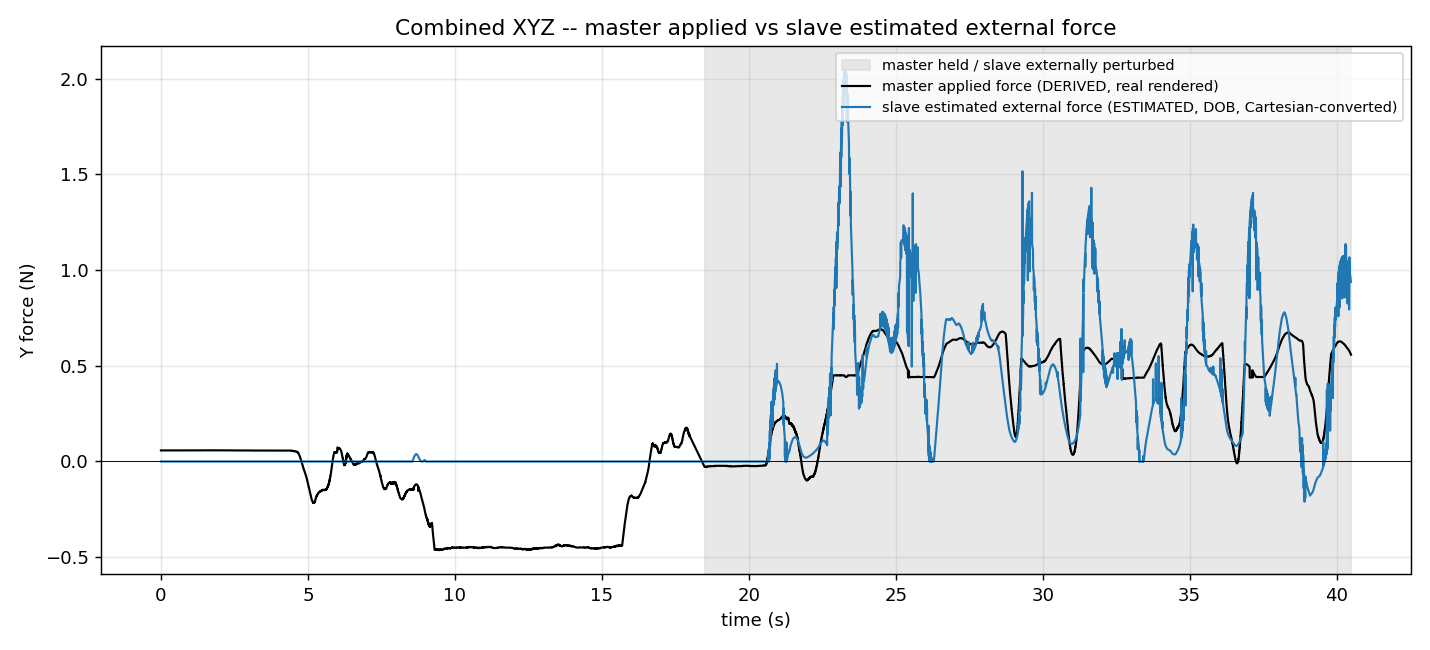 Combined XYZ -- master applied vs slave estimated external force
master held / slave externally perturbed
master applied force (DERIVED, real rendered)
slave estimated external force (ESTIMATED, DOB, Cartesian-converted)
Y force (N)
2.0
1.5
1.0
0.5
0.0
−0.5
0 5 10 15 20 25 30 35 40
time (s)